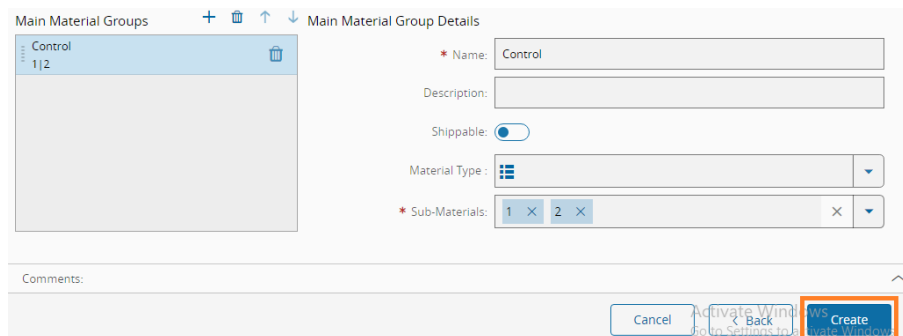 Main Material Groups
Main Material Group Details
Control
1|2
* Name: Control
Description:
Shippable:
Material Type :
* Sub-Materials: 1 × 2 ×
Comments:
Cancel
< Back
Create
Activate Windows
Go to Settings to activate Windows